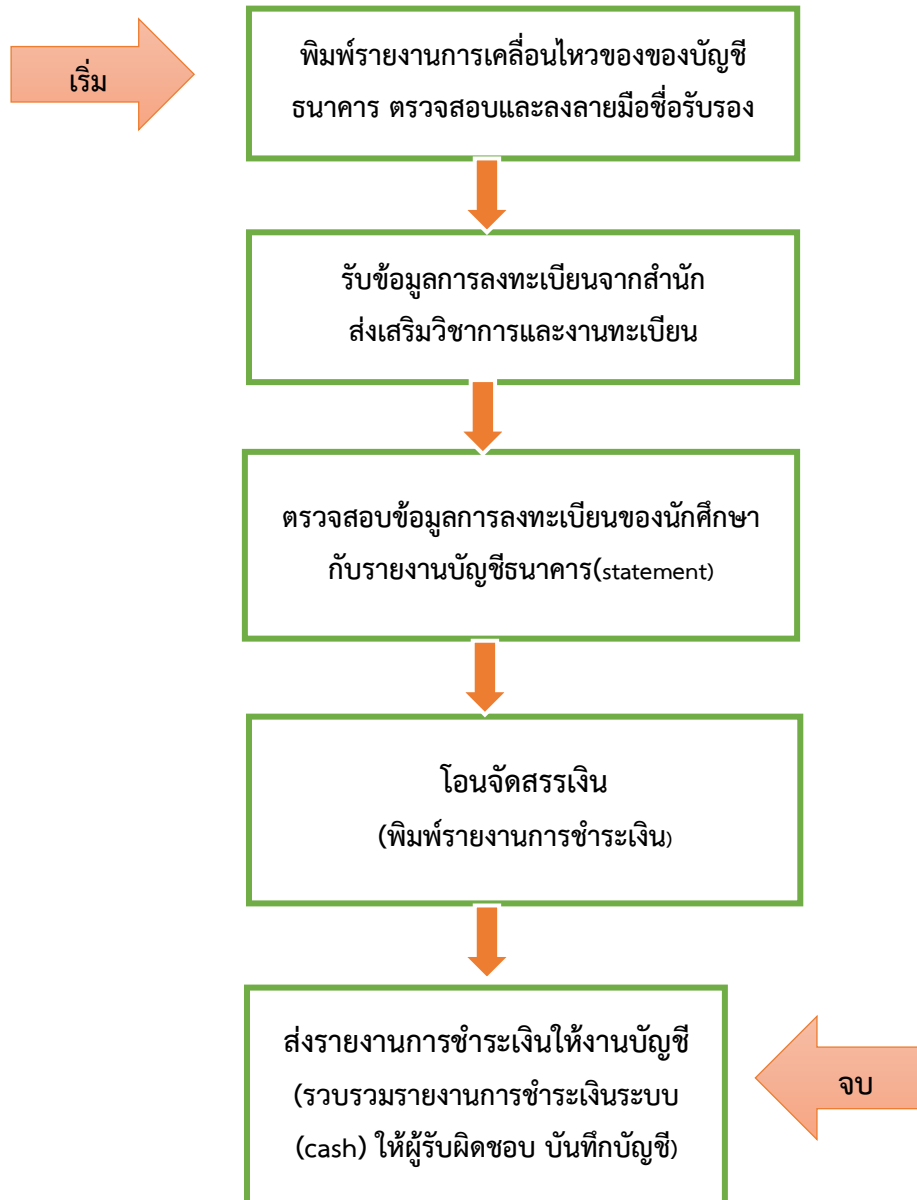 เริ่ม
พิมพ์รายงานการเคลื่อนไหวของของบัญชี
ธนาคาร ตรวจสอบและลงลายมือชื่อรับรอง
รับข้อมูลการลงทะเบียนจากสำนัก
ส่งเสริมวิชาการและงานทะเบียน
ตรวจสอบข้อมูลการลงทะเบียนของนักศึกษา
กับรายงานบัญชีธนาคาร(statement)
โอนจัดสรรเงิน
(พิมพ์รายงานการชำระเงิน)
ส่งรายงานการชำระเงินให้งานบัญชี
(รวบรวมรายงานการชำระเงินระบบ
(cash) ให้ผู้รับผิดชอบ บันทึกบัญชี)
จบ